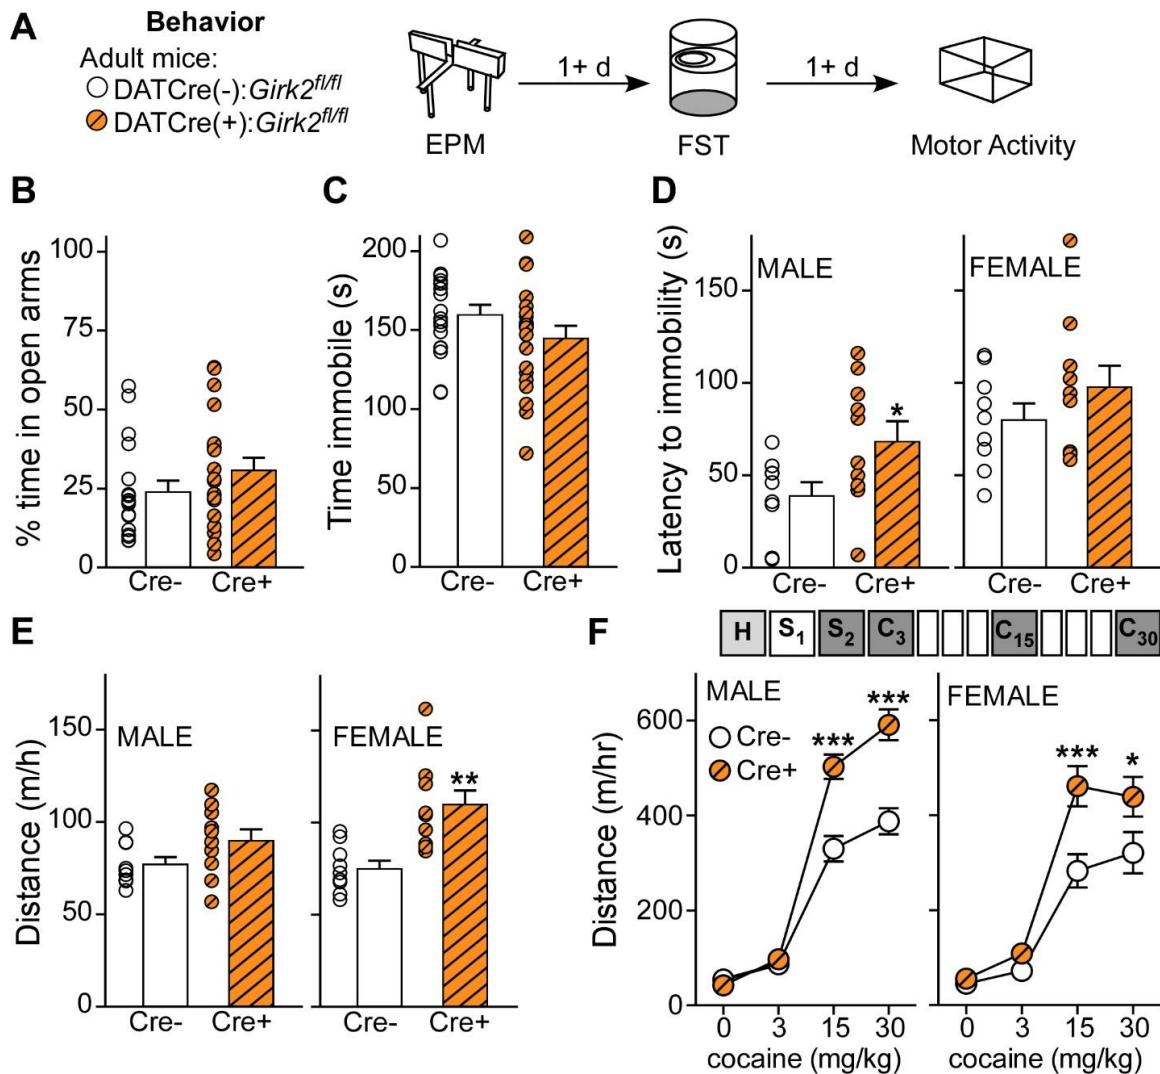 A
Behavior
Adult mice:
DATCre(-):Girk2fl/fl
DATCre(+):Girk2fl/fl
EPM
1+ d
FST
1+ d
Motor Activity
B
% time in open arms
100
75
50
25
0
Cre-
Cre+
C
Time immobile (s)
200
150
100
50
0
Cre-
Cre+
D
Latency to immobility (s)
150
100
50
0
MALE
*
Cre-
Cre+
FEMALE
Cre-
Cre+
E
Distance (m/h)
150
100
50
0
MALE
Cre-
Cre+
FEMALE
**
Cre-
Cre+
F
H
S1
S2
C3
C15
C30
Distance (m/hr)
600
400
200
0
MALE
Cre-
Cre+
***
***
0
3
15
30
cocaine (mg/kg)
FEMALE
***
*
0
3
15
30
cocaine (mg/kg)